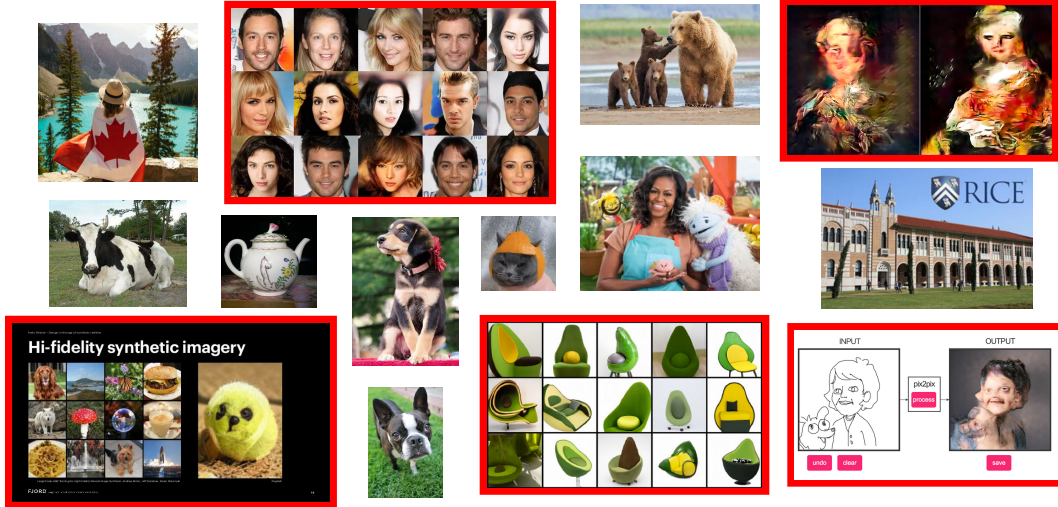 RICE
Hi-fidelity synthetic imagery
FJORD
INPUT
OUTPUT
pix2pix
process
undo
clear
save